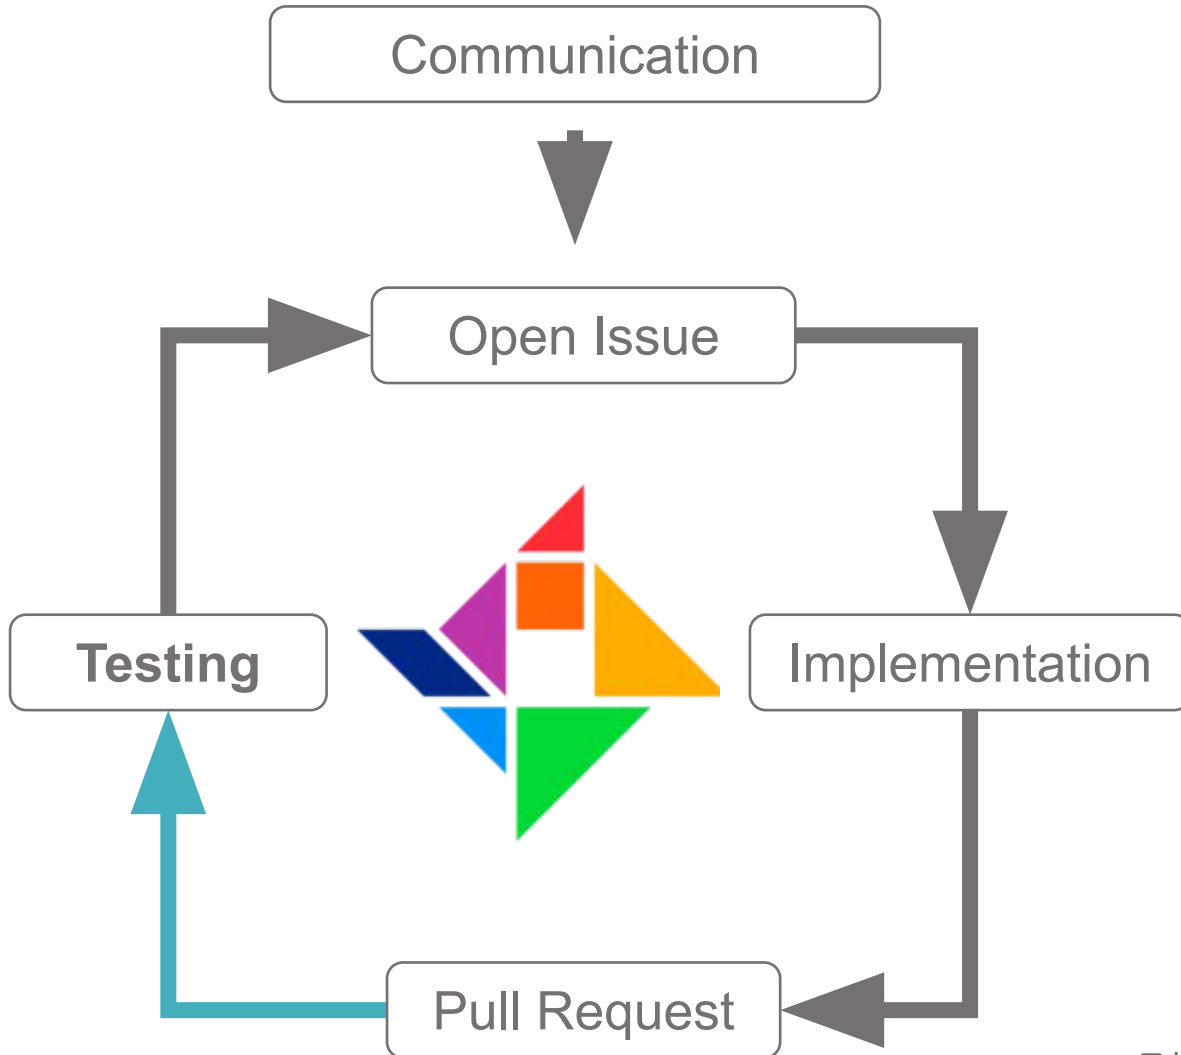 Communication
Open Issue
Testing
Implementation
Pull Request